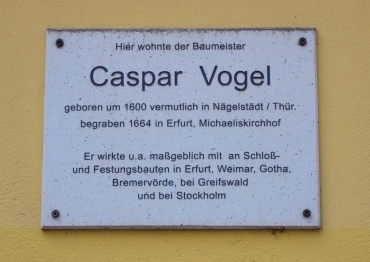 Hier wohnte der Baumeister
Caspar Vogel
geboren um 1600 vermutlich in Nägelstädt / Thür.
begraben 1664 in Erfurt, Michaeliskirchhof
Er wirkte u.a. maßgeblich mit an Schloß-
und Festungsbauten in Erfurt, Weimar, Gotha,
Bremervörde, bei Greifswald
und bei Stockholm